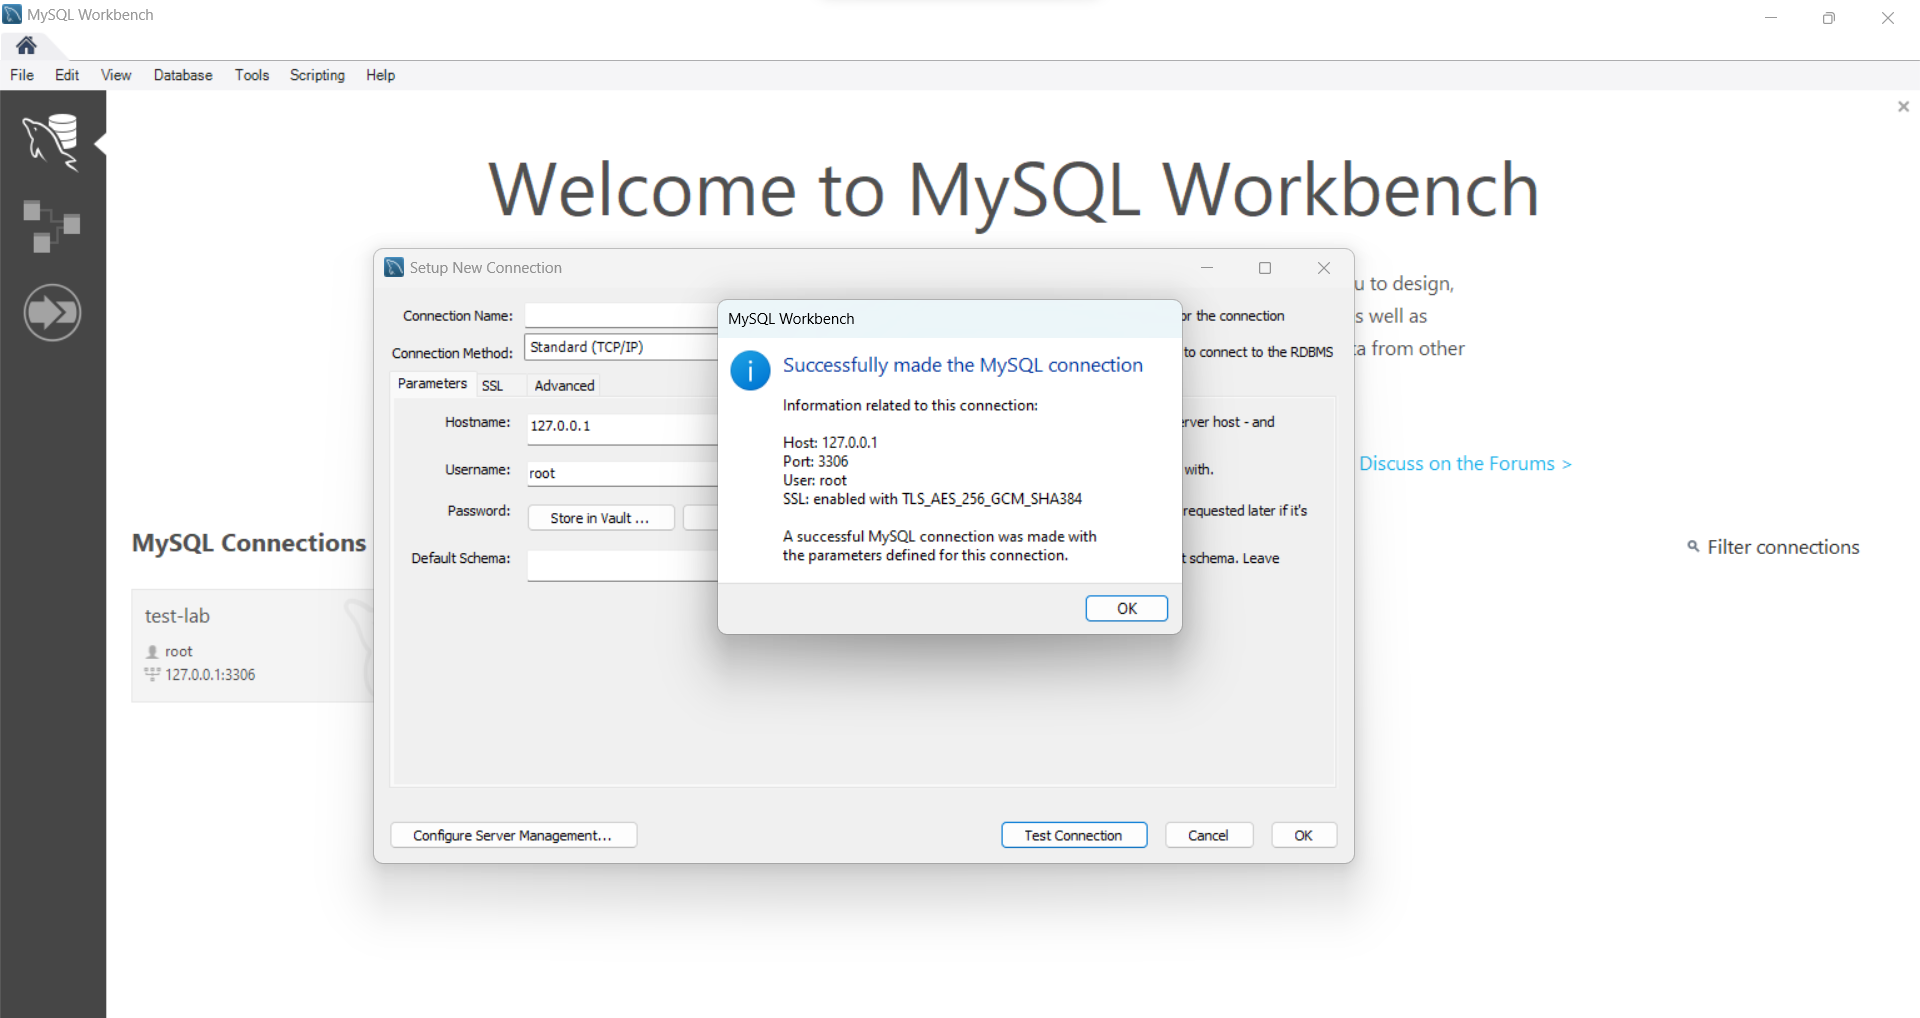 MySQL Workbench
File Edit View Database Tools Scripting Help
Welcome to MySQL Workbench
u to design,
s well as
a from other
Discuss on the Forums >
MySQL Connections
Filter connections
test-lab
root
127.0.0.1:3306
Setup New Connection
Connection Name:
or the connection
Connection Method: Standard (TCP/IP)
to connect to the RDBMS
Parameters SSL Advanced
Hostname: 127.0.0.1
erver host - and
Username: root
with.
Password: Store in Vault ...
requested later if it's
Default Schema:
t schema. Leave
Configure Server Management...
Test Connection Cancel OK
MySQL Workbench
Successfully made the MySQL connection
Information related to this connection:
Host: 127.0.0.1
Port: 3306
User: root
SSL: enabled with TLS_AES_256_GCM_SHA384
A successful MySQL connection was made with
the parameters defined for this connection.
OK